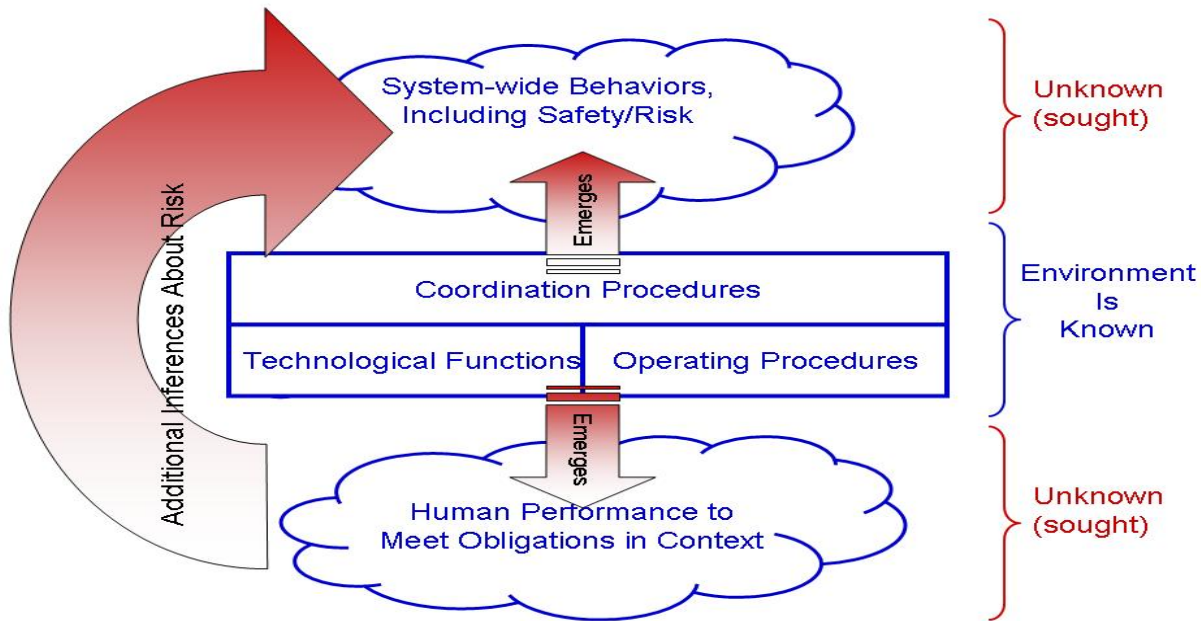 System-wide Behaviors,
Including Safety/Risk
Unknown
(sought)
Emerges
Additional Inferences About Risk
Coordination Procedures
Technological Functions
Operating Procedures
Environment
Is
Known
Emerges
Human Performance to
Meet Obligations in Context
Unknown
(sought)